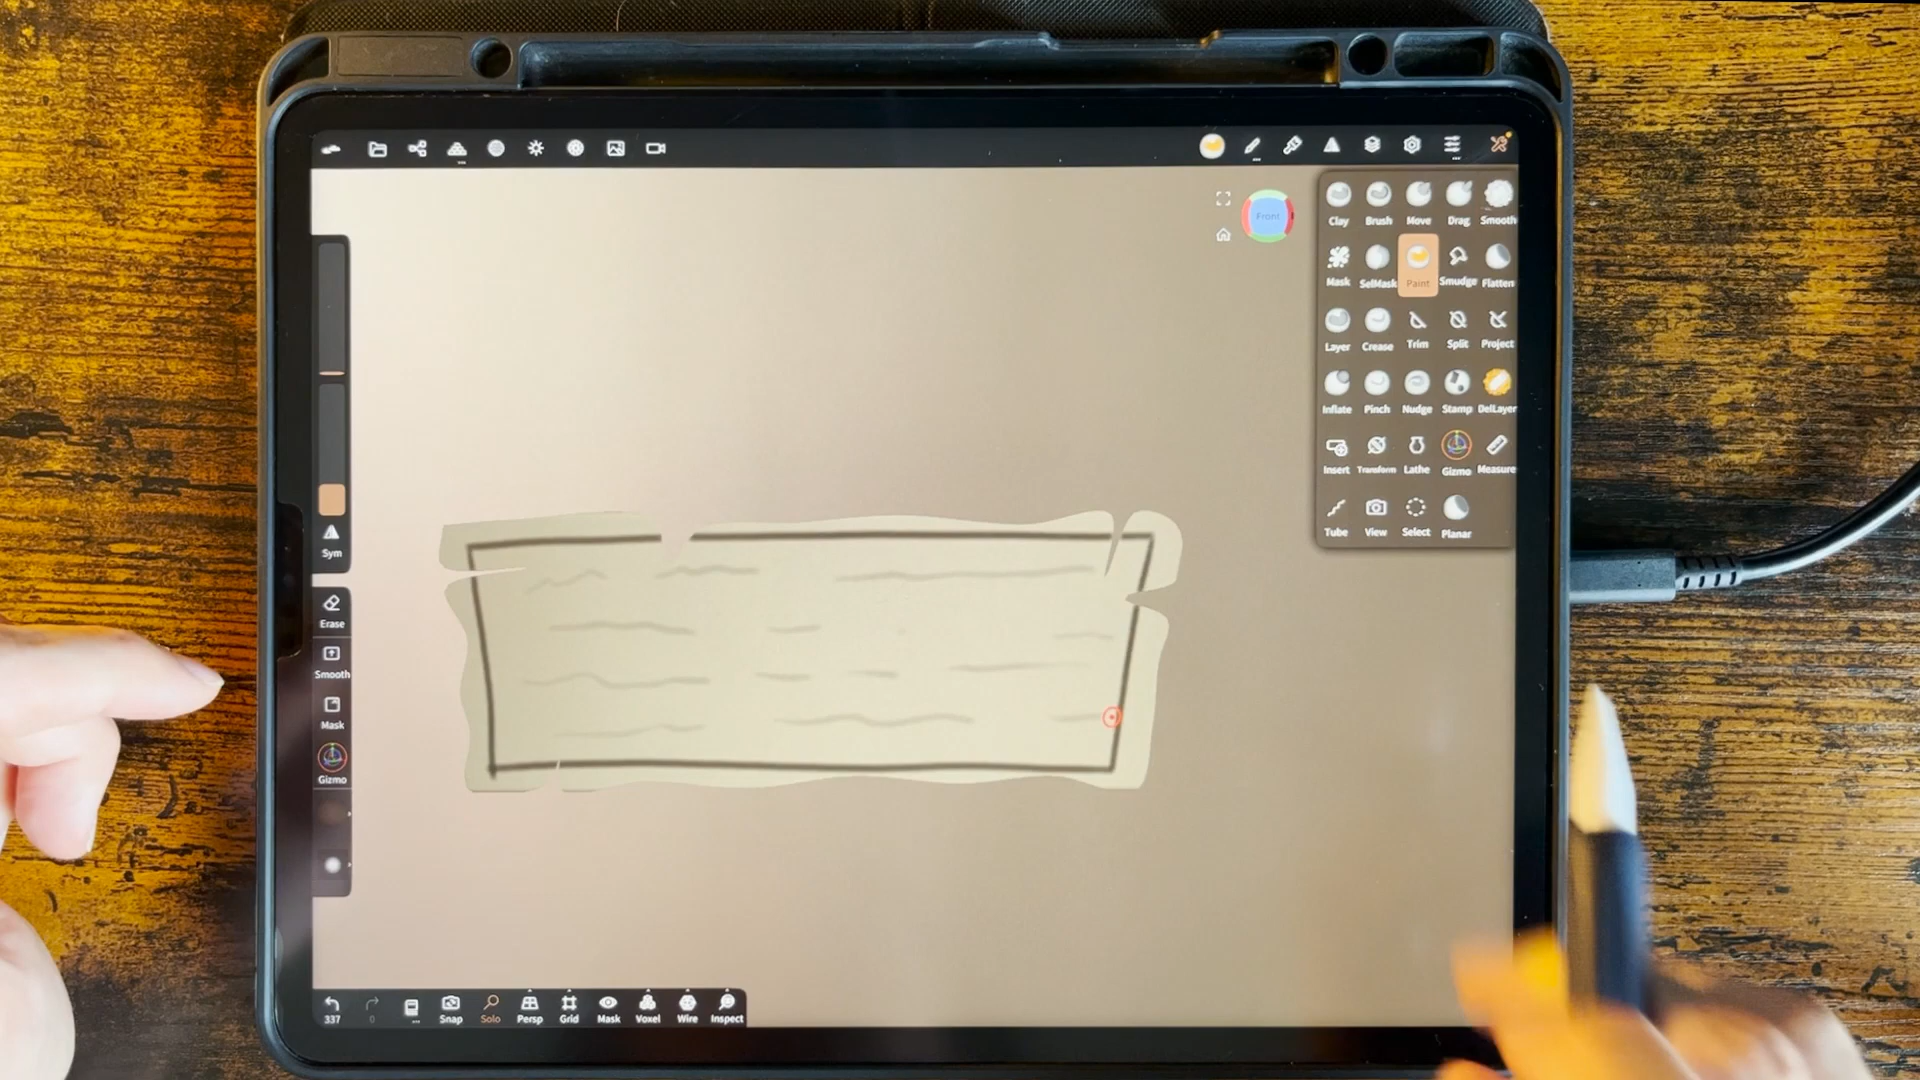 Front
Clay Brush Move Drag Smooth
Mask SelMask Paint Smudge Flatten
Layer Crease Trim Split Project
Inflate Pinch Nudge Stamp DelLayer
Insert Transform Lathe Gizmo Measure
Tube View Select Planar
Sym
Erase
Smooth
Mask
Gizmo
337 0 ... Snap Solo Persp Grid Mask Voxel Wire Inspect